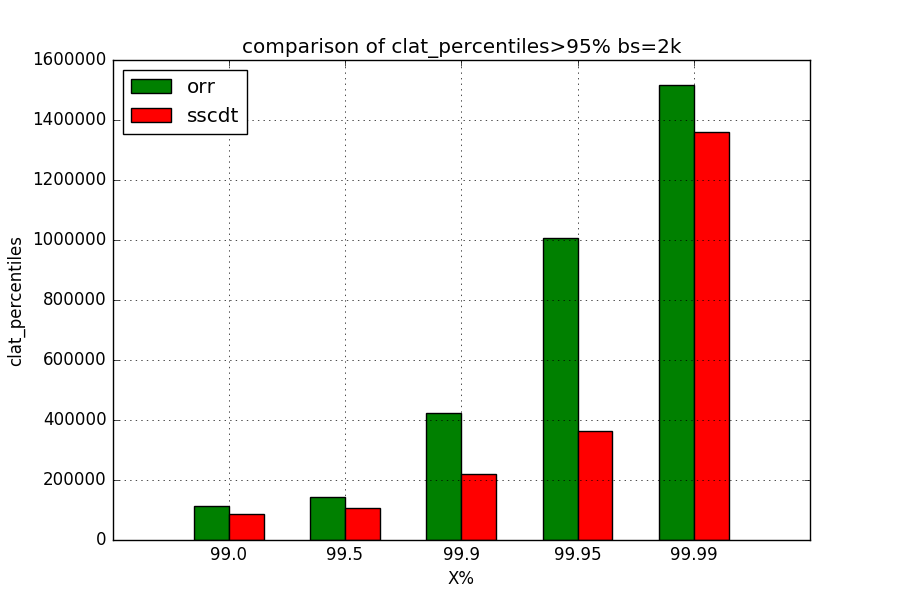 comparison of clat_percentiles>95% bs=2k
1600000
1400000
1200000
1000000
800000
600000
400000
200000
0
clat_percentiles
orr
sscdt
99.0 99.5 99.9 99.95 99.99
X%